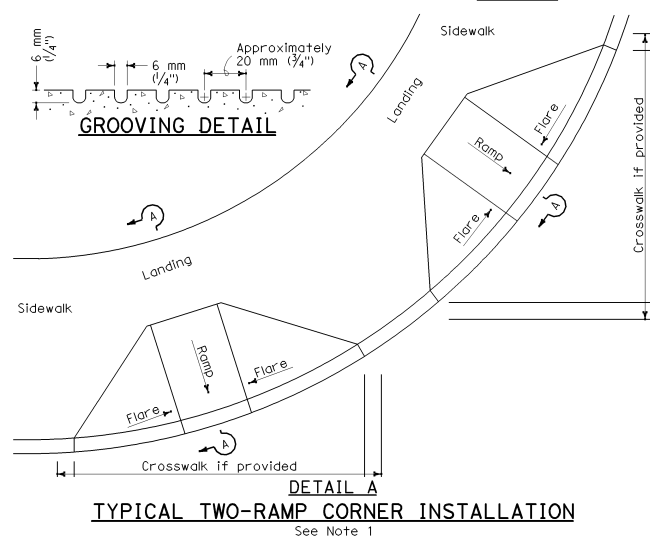 Sidewalk
6 mm
(1/4")
6 mm
(1/4")
Approximately
20 mm (3/4")
GROOVING DETAIL
A
Landing
Flare
Ramp
Flare
A
Crosswalk if provided
A
Landing
Sidewalk
Ramp
Flare
Flare
A
Crosswalk if provided
DETAIL A
TYPICAL TWO-RAMP CORNER INSTALLATION
See Note 1